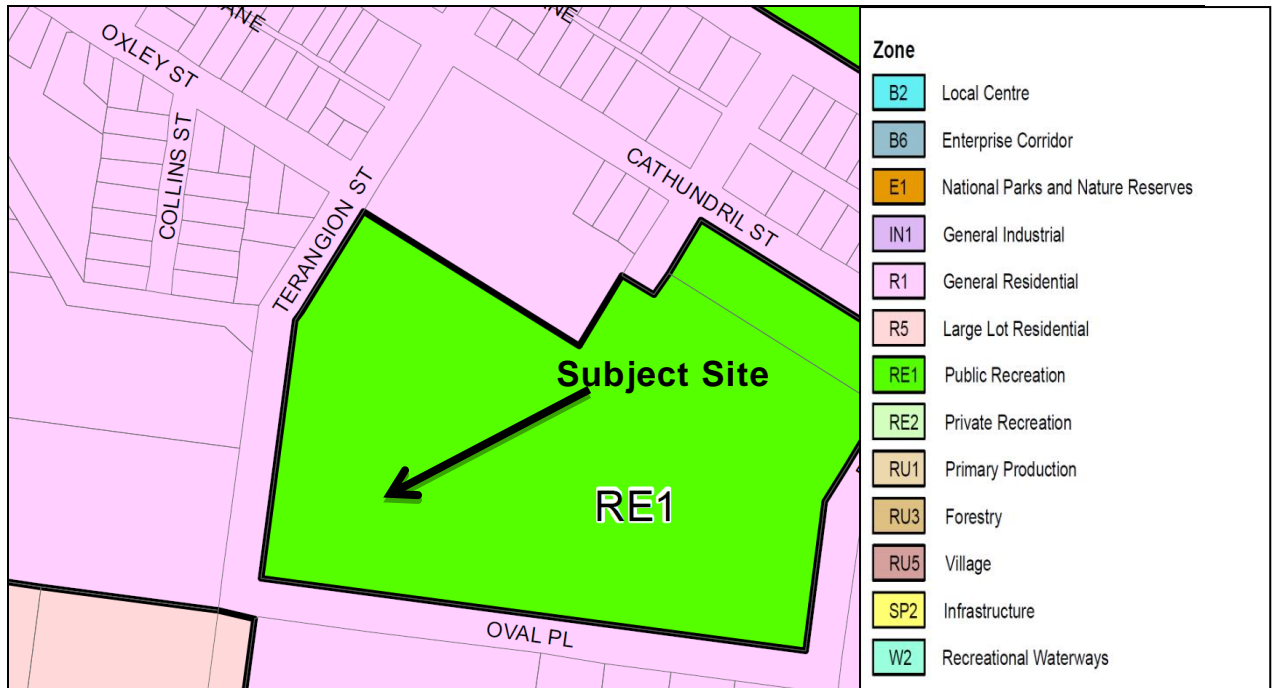 ANE
NE
OXLEY ST
COLLINS ST
CATHUNDRIL ST
TERANGION ST
Subject Site
RE1
OVAL PL
Zone
B2 Local Centre
B6 Enterprise Corridor
E1 National Parks and Nature Reserves
IN1 General Industrial
R1 General Residential
R5 Large Lot Residential
RE1 Public Recreation
RE2 Private Recreation
RU1 Primary Production
RU3 Forestry
RU5 Village
SP2 Infrastructure
W2 Recreational Waterways